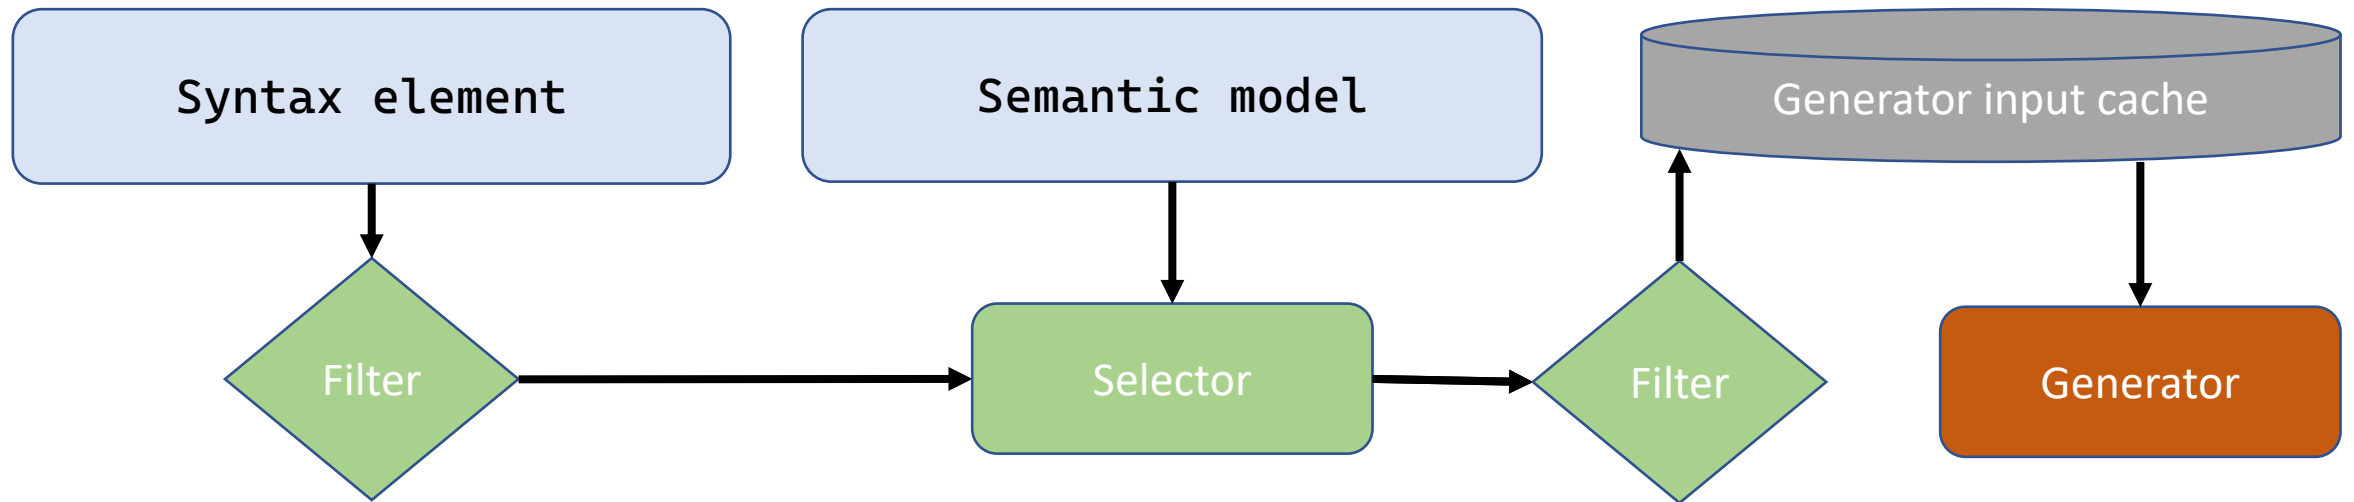 Syntax element
Semantic model
Generator input cache
Filter
Selector
Filter
Generator